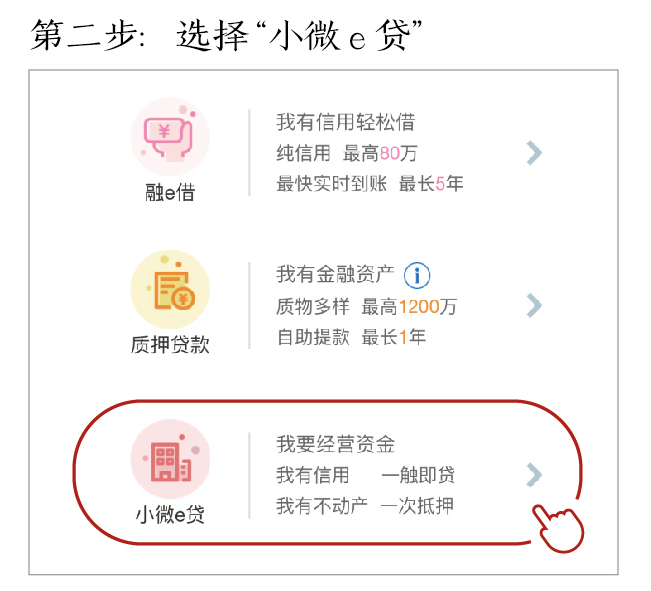 第二步： 选择“小微 e 贷”
我有信用轻松借
纯信用 最高80万
最快实时到账 最长5年
融e借
我有金融资产
质物多样 最高1200万
自助提款 最长1年
质押贷款
我要经营资金
我有信用 一触即贷
我有不动产 一次抵押
小微e贷